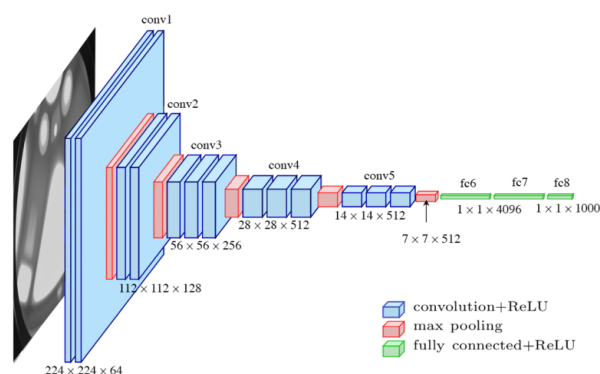 conv1
conv2
conv3
conv4
conv5
fc6
fc7
fc8
1 × 1 × 4096
1 × 1 × 1000
14 × 14 × 512
28 × 28 × 512
7 × 7 × 512
56 × 56 × 256
112 × 112 × 128
224 × 224 × 64
convolution+ReLU
max pooling
fully connected+ReLU